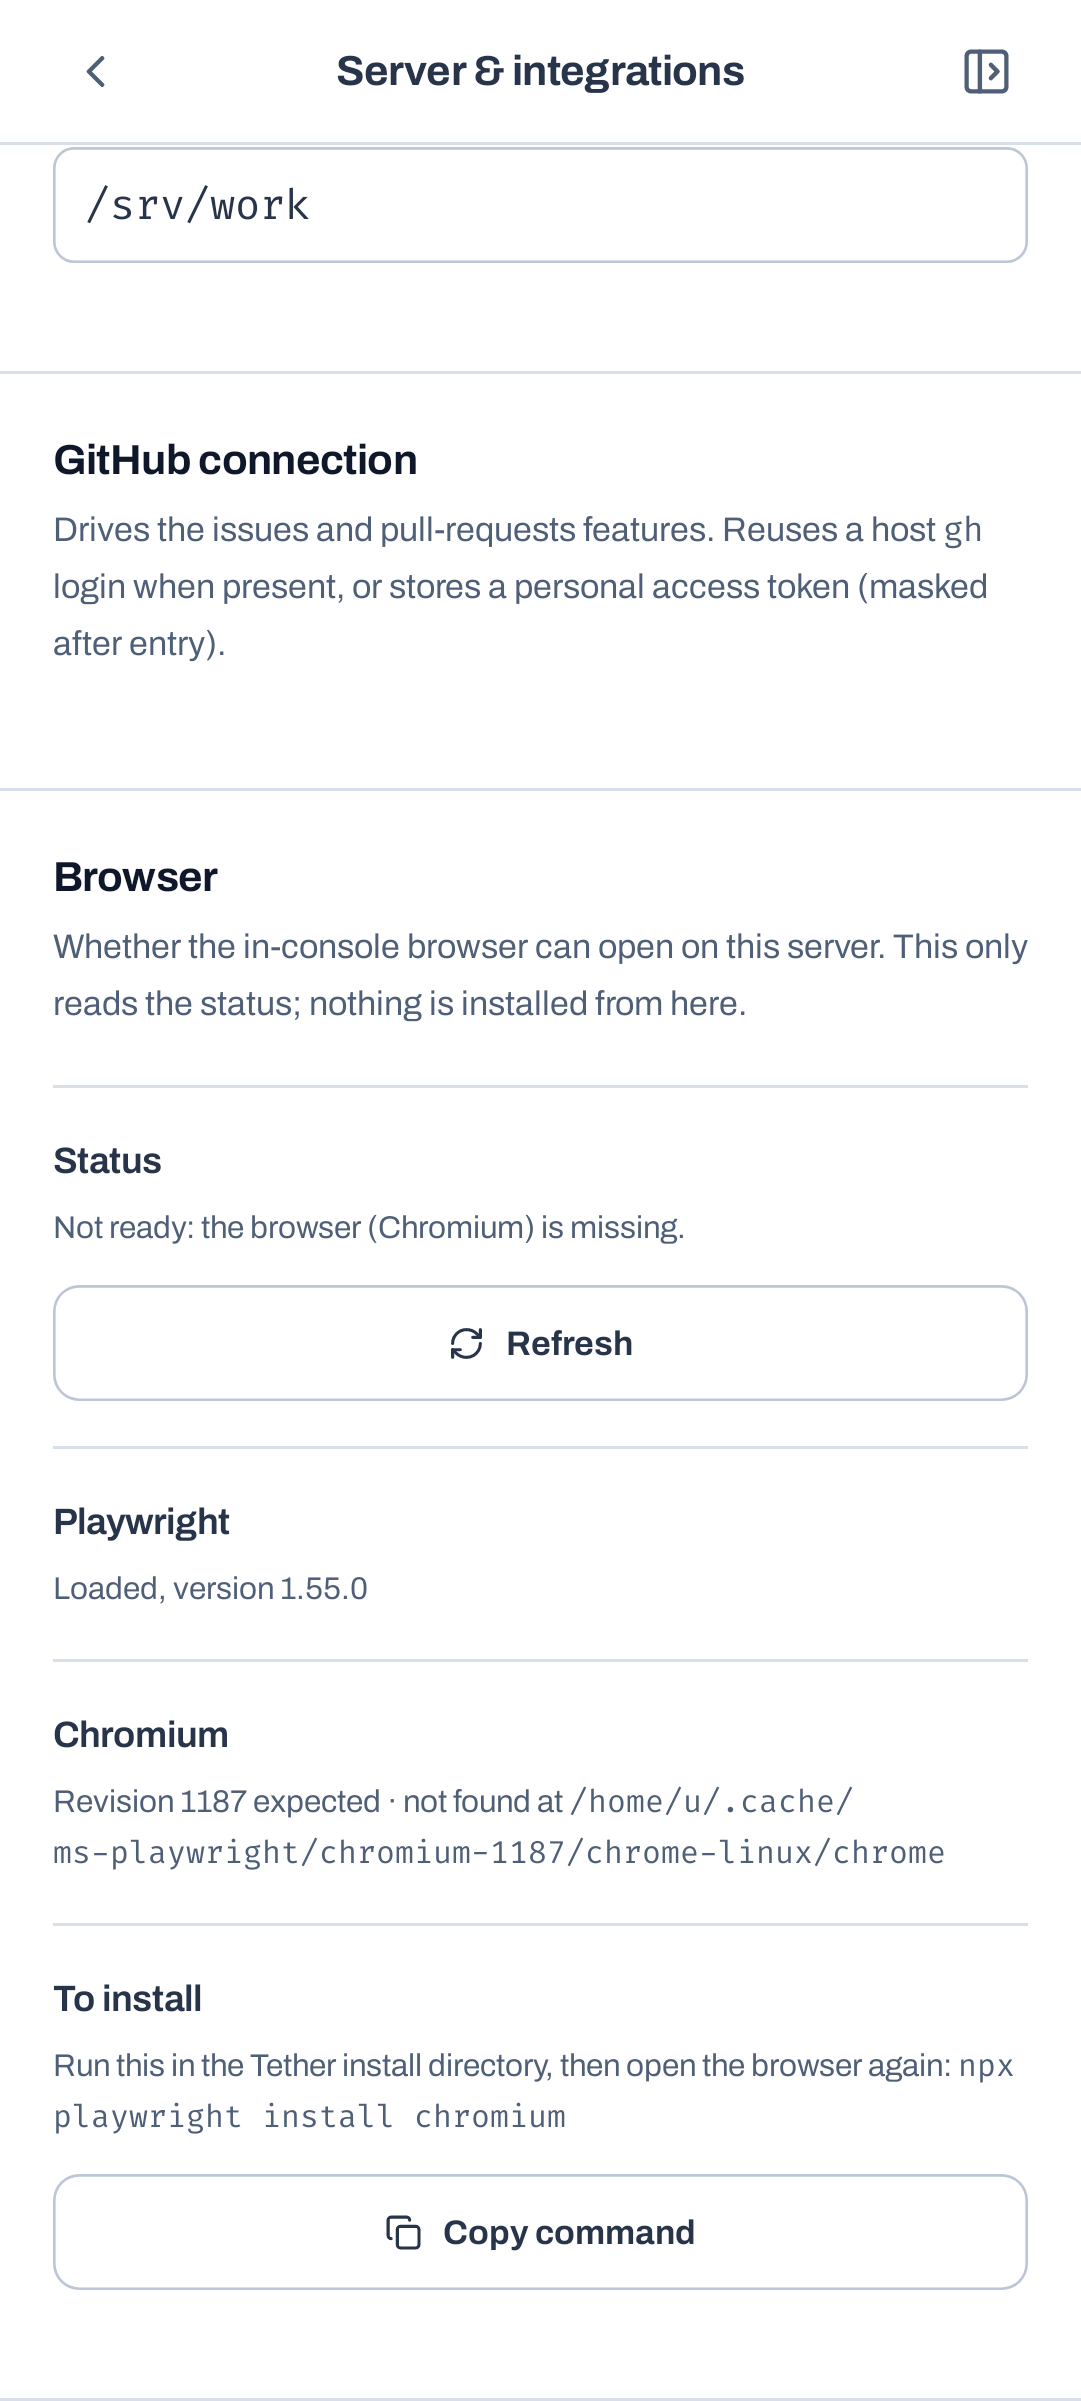 Server & integrations
/srv/work
GitHub connection
Drives the issues and pull-requests features. Reuses a host gh
login when present, or stores a personal access token (masked
after entry).
Browser
Whether the in-console browser can open on this server. This only
reads the status; nothing is installed from here.
Status
Not ready: the browser (Chromium) is missing.
Refresh
Playwright
Loaded, version 1.55.0
Chromium
Revision 1187 expected · not found at /home/u/.cache/
ms-playwright/chromium-1187/chrome-linux/chrome
To install
Run this in the Tether install directory, then open the browser again: npx
playwright install chromium
Copy command